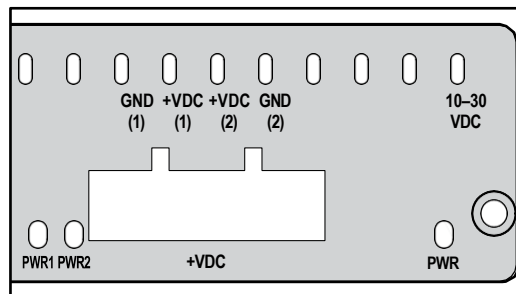 GND +VDC +VDC GND 10–30
(1) (1) (2) (2) VDC
PWR1 PWR2 +VDC PWR